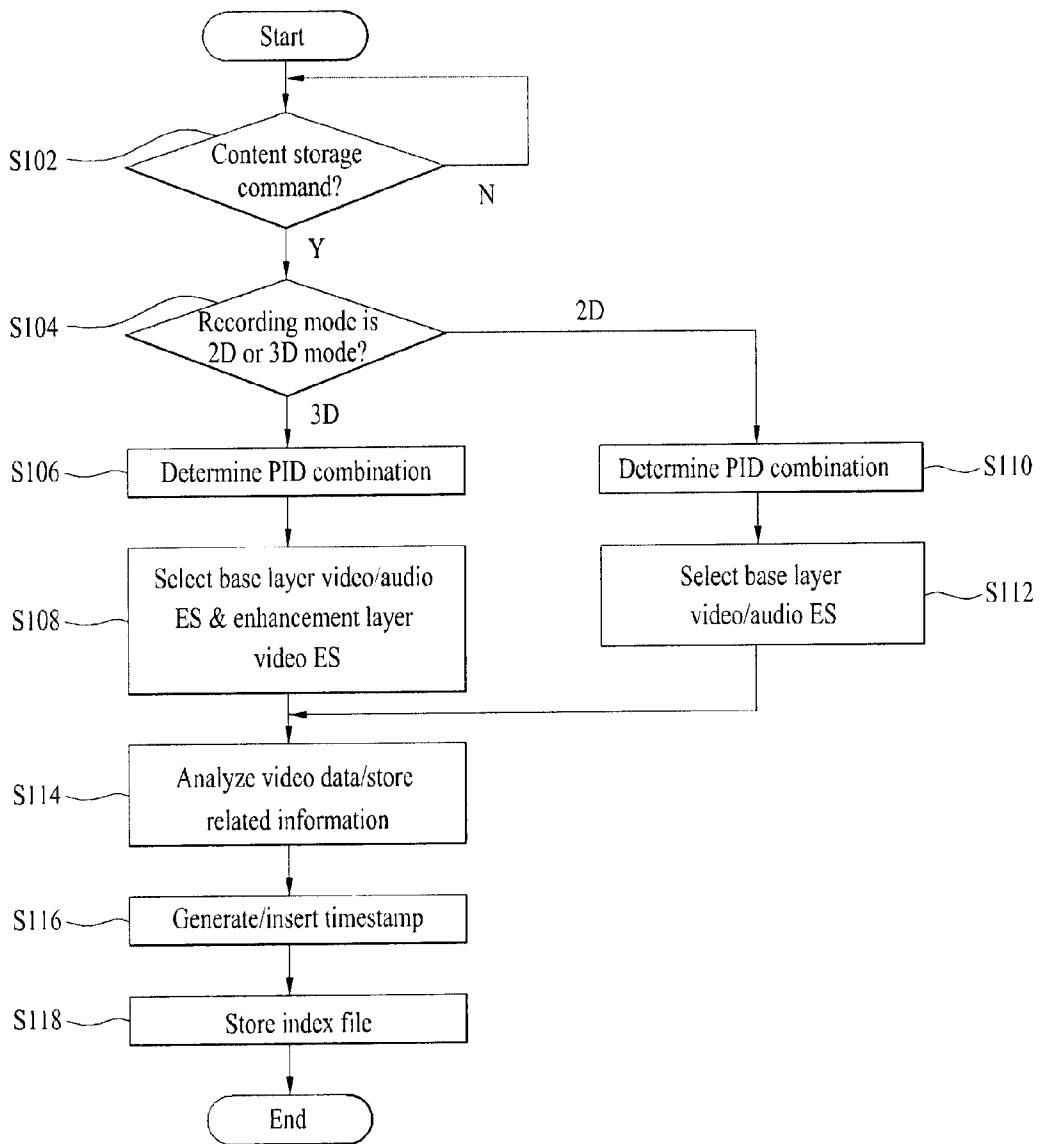 Start
S102
Content storage
command?
N
Y
S104
Recording mode is
2D or 3D mode?
2D
3D
S106
Determine PID combination
Determine PID combination
S110
S108
Select base layer video/audio
ES & enhancement layer
video ES
Select base layer
video/audio ES
S112
S114
Analyze video data/store
related information
S116
Generate/insert timestamp
S118
Store index file
End